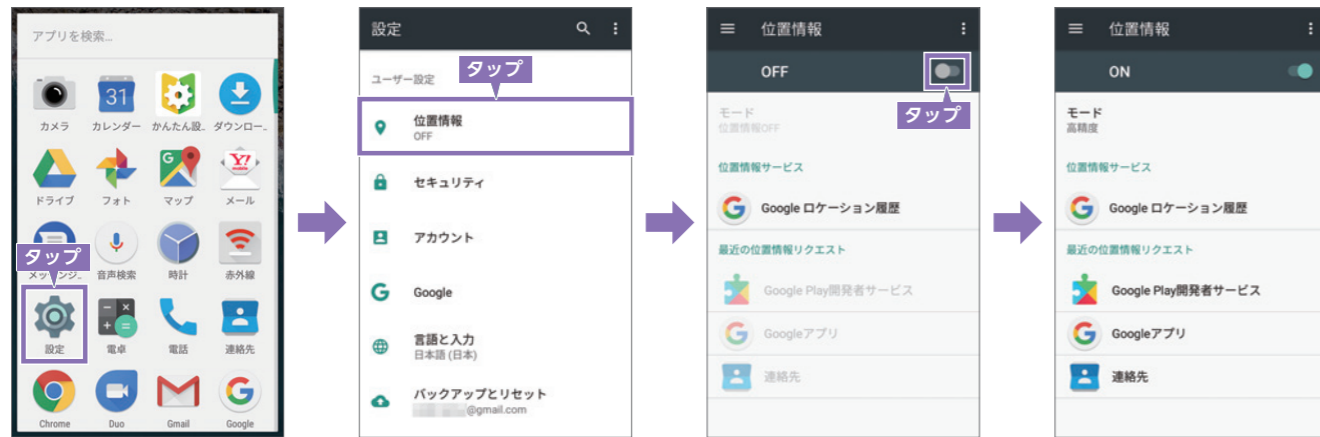 アプリを検索...
31
カメラ
カレンダー
かんたん設..
ダウンロー..
G
Y!
mobile
ドライブ
フォト
マップ
メール
タップ
メッセンジ..
音声検索
時計
赤外線
設定
電卓
電話
連絡先
Chrome
Duo
Gmail
Google
設定
ユーザー設定
タップ
位置情報
OFF
セキュリティ
アカウント
Google
言語と入力
日本語 (日本)
バックアップとリセット
@gmail.com
位置情報
OFF
タップ
モード
位置情報OFF
位置情報サービス
Google ロケーション履歴
最近の位置情報リクエスト
Google Play開発者サービス
Googleアプリ
連絡先
位置情報
ON
モード
高精度
位置情報サービス
Google ロケーション履歴
最近の位置情報リクエスト
Google Play開発者サービス
Googleアプリ
連絡先